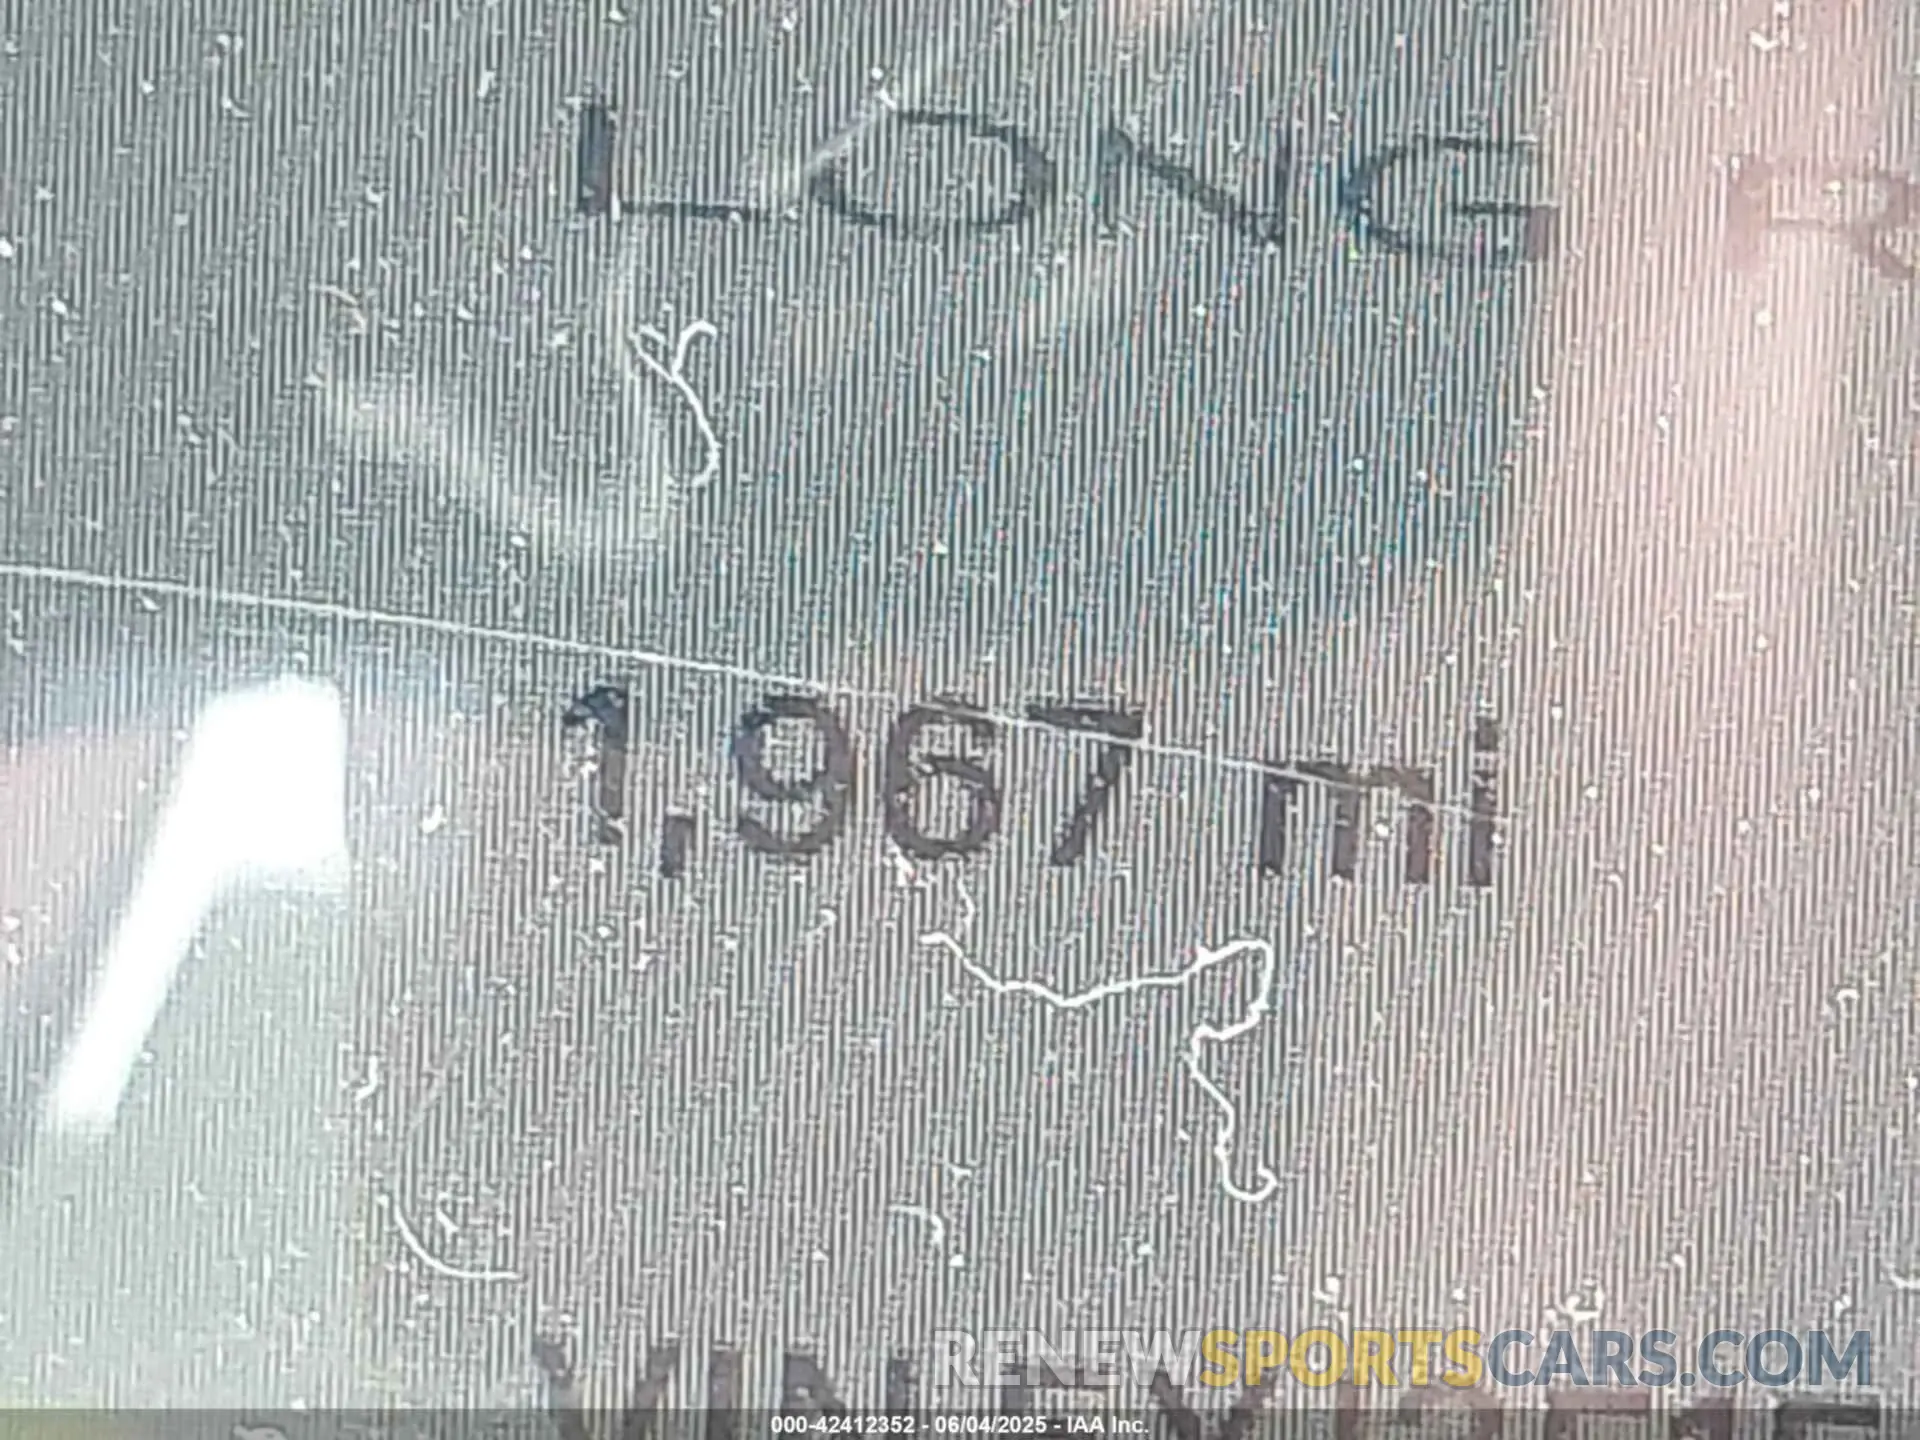 LONG R
1,967 mi
RENEWSPORTSCARS.COM
000-42412352 - 06/04/2025 - IAA Inc.